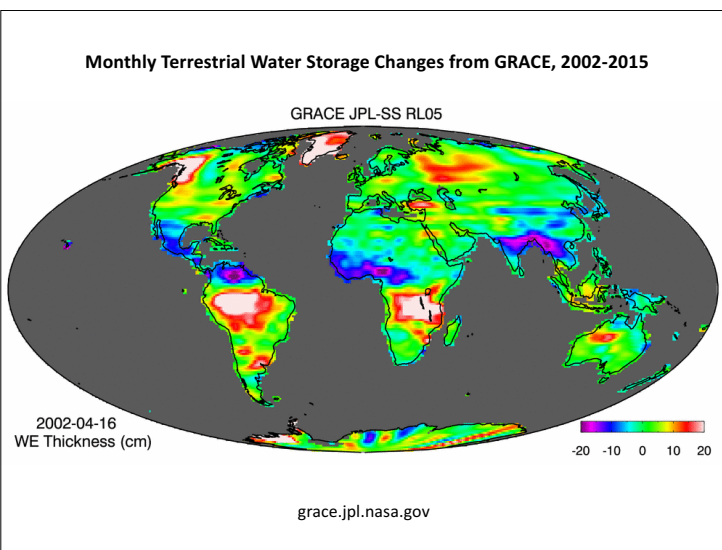 Monthly Terrestrial Water Storage Changes from GRACE, 2002-2015
GRACE JPL-SS RL05
2002-04-16
WE Thickness (cm)
-20 -10 0 10 20
grace.jpl.nasa.gov